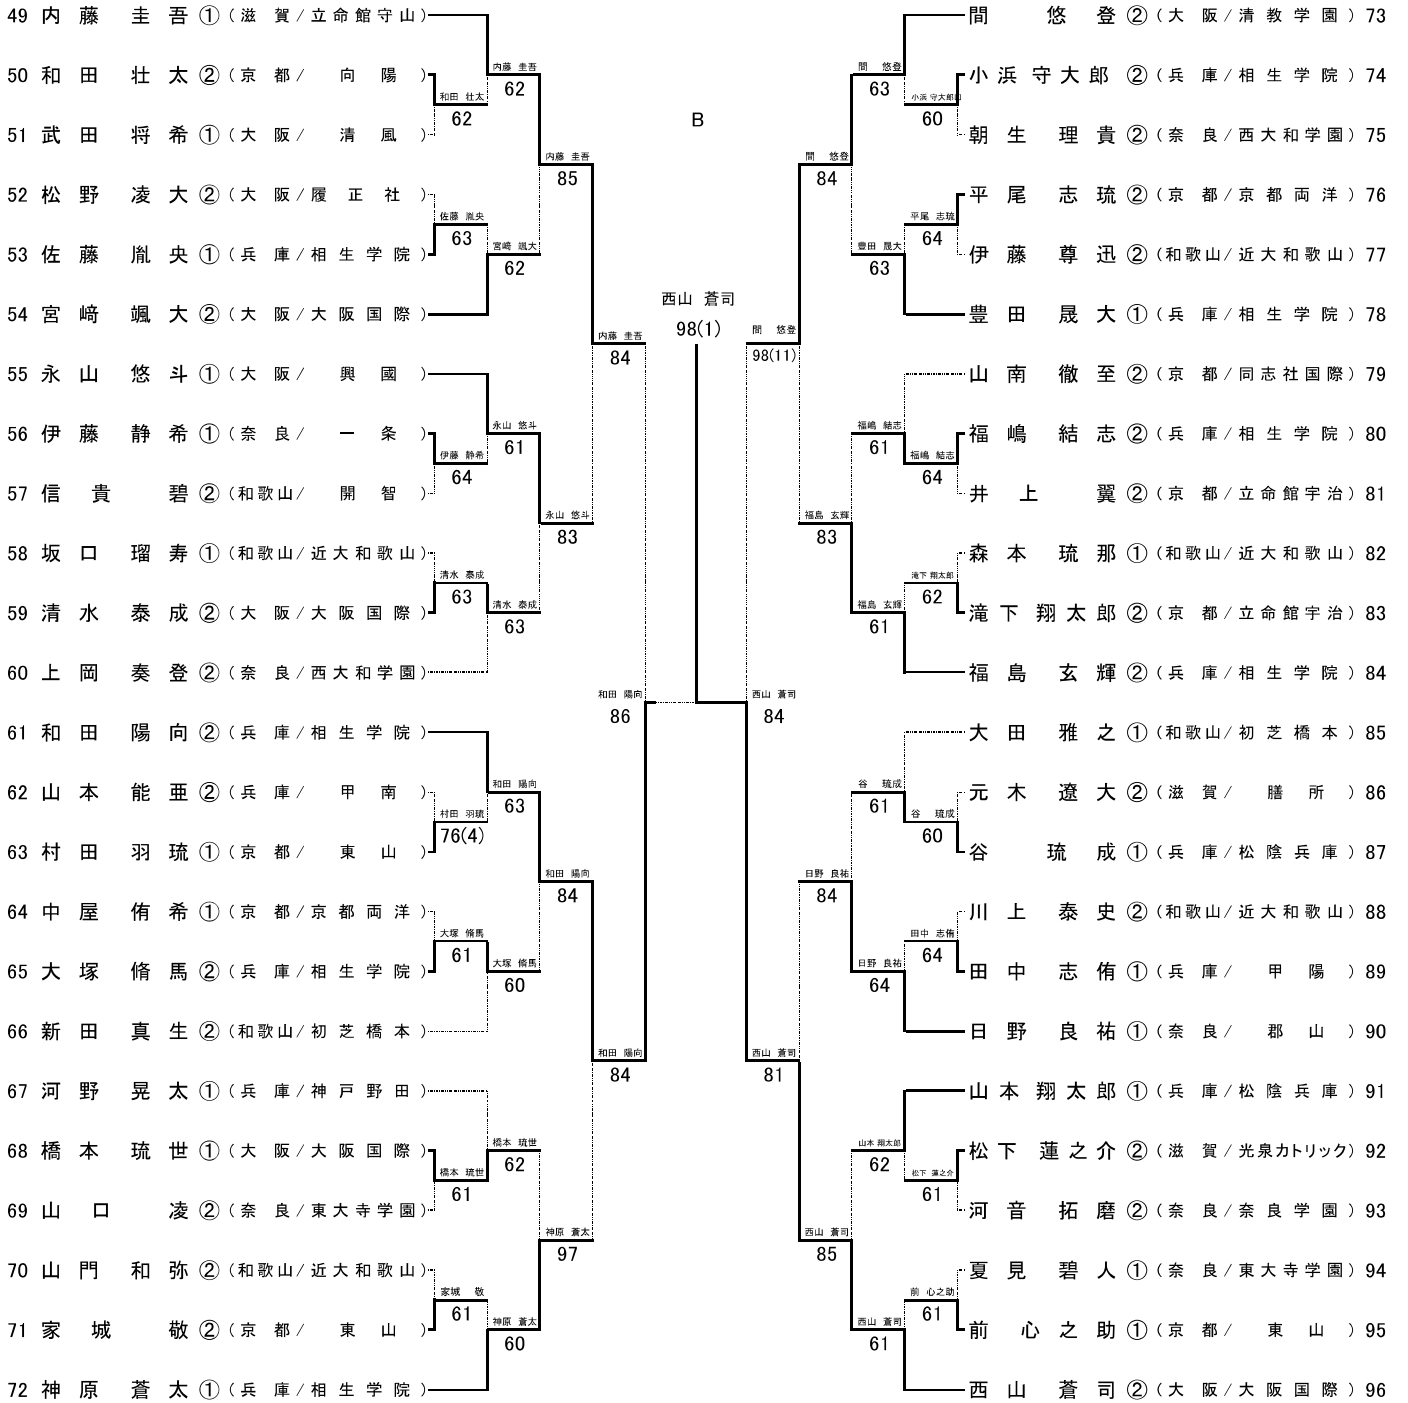 49 内藤 圭吾 ① (滋賀/立命館守山)
50 和田 壮太 ② (京都/向陽)
51 武田 将希 ① (大阪/清風)
52 松野 凌大 ② (大阪/履正社)
53 佐藤 胤央 ① (兵庫/相生学院)
54 宮﨑 颯大 ② (大阪/大阪国際)
55 永山 悠斗 ① (大阪/興國)
56 伊藤 静希 ① (奈良/一条)
57 信貴 碧 ② (和歌山/開智)
58 坂口 瑠寿 ① (和歌山/近大和歌山)
59 清水 泰成 ② (大阪/大阪国際)
60 上岡 奏登 ② (奈良/西大和学園)
61 和田 陽向 ② (兵庫/相生学院)
62 山本 能亜 ② (兵庫/甲南)
63 村田 羽琉 ① (京都/東山)
64 中屋 侑希 ① (京都/京都両洋)
65 大塚 脩馬 ② (兵庫/相生学院)
66 新田 真生 ② (和歌山/初芝橋本)
67 河野 晃太 ① (兵庫/神戸野田)
68 橋本 琉世 ① (大阪/大阪国際)
69 山口 凌 ② (奈良/東大寺学園)
70 山門 和弥 ② (和歌山/近大和歌山)
71 家城 敬 ② (京都/東山)
72 神原 蒼太 ① (兵庫/相生学院)
和田 壮太
62
佐藤 胤央
63
伊藤 静希
64
清水 泰成
63
村田 羽琉
76(4)
大塚 脩馬
61
橋本 琉世
61
家城 敬
61
内藤 圭吾
62
宮﨑 颯大
62
永山 悠斗
61
清水 泰成
63
和田 陽向
63
大塚 脩馬
60
橋本 琉世
62
神原 蒼太
60
内藤 圭吾
85
永山 悠斗
83
和田 陽向
84
神原 蒼太
97
内藤 圭吾
84
和田 陽向
84
和田 陽向
86
B
西山 蒼司
98(1)
西山 蒼司
84
間 悠登
98(11)
西山 蒼司
81
間 悠登
84
福島 玄輝
83
日野 良祐
84
西山 蒼司
85
間 悠登
63
豊田 晟大
63
福嶋 結志
61
福島 玄輝
61
谷 琉成
61
日野 良祐
64
山本 翔太郎
62
西山 蒼司
61
小浜 守大郎
60
平尾 志琉
64
福嶋 結志
64
滝下 翔太郎
62
谷 琉成
60
田中 志侑
64
松下 蓮之介
61
前 心之助
61
間 悠登 ② (大阪/清教学園) 73
小浜 守大郎 ② (兵庫/相生学院) 74
朝生 理貴 ② (奈良/西大和学園) 75
平尾 志琉 ② (京都/京都両洋) 76
伊藤 尊迅 ② (和歌山/近大和歌山) 77
豊田 晟大 ① (兵庫/相生学院) 78
山南 徹至 ② (京都/同志社国際) 79
福嶋 結志 ② (兵庫/相生学院) 80
井上 翼 ② (京都/立命館宇治) 81
森本 琉那 ① (和歌山/近大和歌山) 82
滝下 翔太郎 ② (京都/立命館宇治) 83
福島 玄輝 ② (兵庫/相生学院) 84
大田 雅之 ① (和歌山/初芝橋本) 85
元木 遼大 ② (滋賀/膳所) 86
谷 琉成 ① (兵庫/松陰兵庫) 87
川上 泰史 ② (和歌山/近大和歌山) 88
田中 志侑 ① (兵庫/甲陽) 89
日野 良祐 ① (奈良/郡山) 90
山本 翔太郎 ① (兵庫/松陰兵庫) 91
松下 蓮之介 ② (滋賀/光泉カトリック) 92
河音 拓磨 ② (奈良/奈良学園) 93
夏見 碧人 ① (奈良/東大寺学園) 94
前 心之助 ① (京都/東山) 95
西山 蒼司 ② (大阪/大阪国際) 96